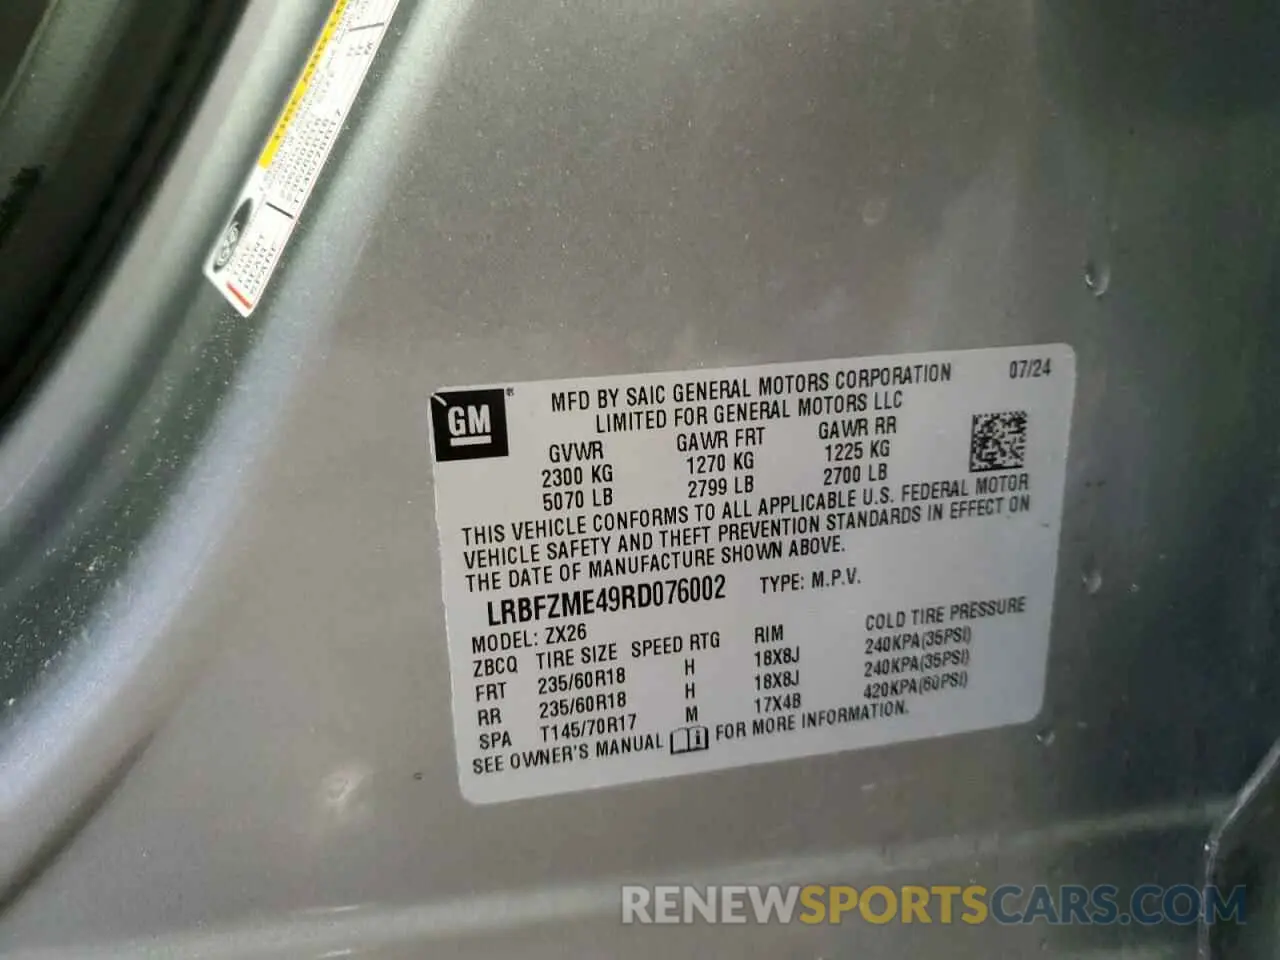 GM
®
MFD BY SAIC GENERAL MOTORS CORPORATION
07/24
LIMITED FOR GENERAL MOTORS LLC
GVWR GAWR FRT GAWR RR
2300 KG 1270 KG 1225 KG
5070 LB 2799 LB 2700 LB
THIS VEHICLE CONFORMS TO ALL APPLICABLE U.S. FEDERAL MOTOR
VEHICLE SAFETY AND THEFT PREVENTION STANDARDS IN EFFECT ON
THE DATE OF MANUFACTURE SHOWN ABOVE.
LRBFZME49RD076002 TYPE: M.P.V.
MODEL: ZX26
ZBCQ TIRE SIZE SPEED RTG RIM COLD TIRE PRESSURE
FRT 235/60R18 H 18X8J 240KPA(35PSI)
RR 235/60R18 H 18X8J 240KPA(35PSI)
SPA T145/70R17 M 17X4B 420KPA(60PSI)
SEE OWNER'S MANUAL FOR MORE INFORMATION.
TIRE
FRONT
REAR
SPARE
RENEWSPORTSCARS.COM